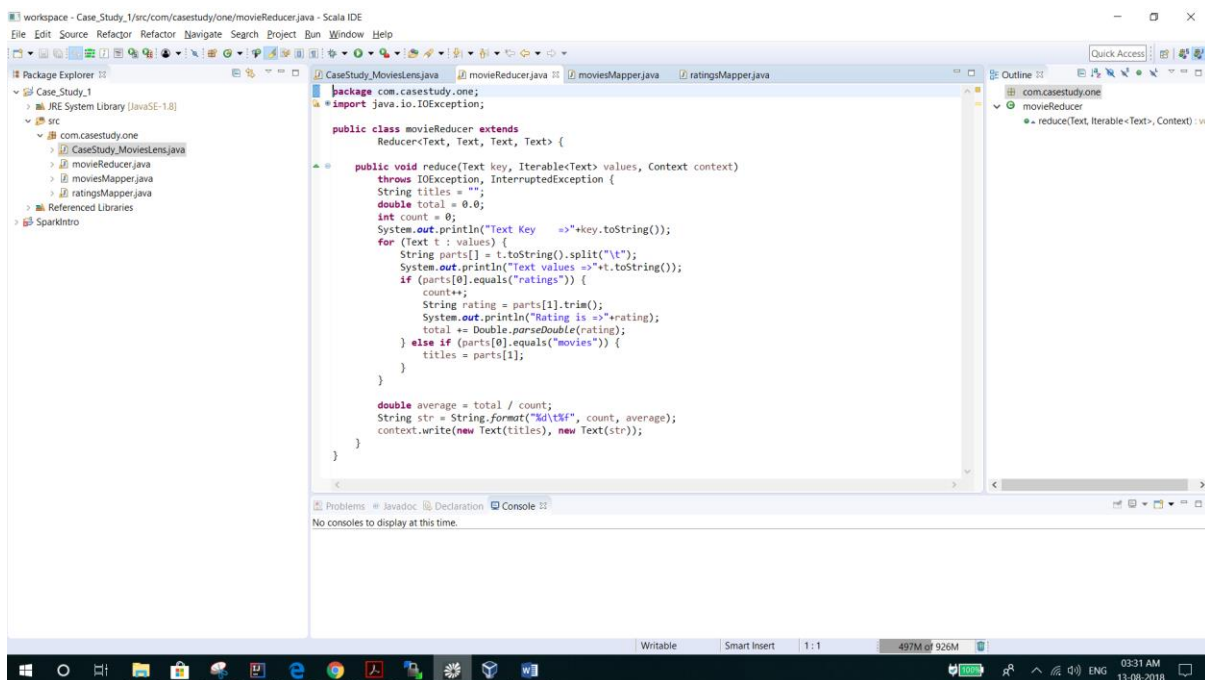 workspace - Case_Study_1/src/com/casestudy/one/movieReducer.java - Scala IDE
File Edit Source Refactor Refactor Navigate Search Project Run Window Help
Quick Access
Package Explorer
Case_Study_1
JRE System Library [JavaSE-1.8]
src
com.casestudy.one
CaseStudy_MoviesLens.java
movieReducer.java
moviesMapper.java
ratingsMapper.java
Referenced Libraries
SparkIntro
CaseStudy_MoviesLens.java movieReducer.java moviesMapper.java ratingsMapper.java
package com.casestudy.one;
import java.io.IOException;
public class movieReducer extends
Reducer<Text, Text, Text, Text> {
public void reduce(Text key, Iterable<Text> values, Context context)
throws IOException, InterruptedException {
String titles = "";
double total = 0.0;
int count = 0;
System.out.println("Text Key    =>"+key.toString());
for (Text t : values) {
String parts[] = t.toString().split("\t");
System.out.println("Text values =>"+t.toString());
if (parts[0].equals("ratings")) {
count++;
String rating = parts[1].trim();
System.out.println("Rating is =>"+rating);
total += Double.parseDouble(rating);
} else if (parts[0].equals("movies")) {
titles = parts[1];
}
}
double average = total / count;
String str = String.format("%d\t%f", count, average);
context.write(new Text(titles), new Text(str));
}
}
Outline
com.casestudy.one
movieReducer
reduce(Text, Iterable<Text>, Context) : v
Problems Javadoc Declaration Console
No consoles to display at this time.
Writable Smart Insert 1 : 1 497M of 926M
100% ENG 03:31 AM
13-08-2018